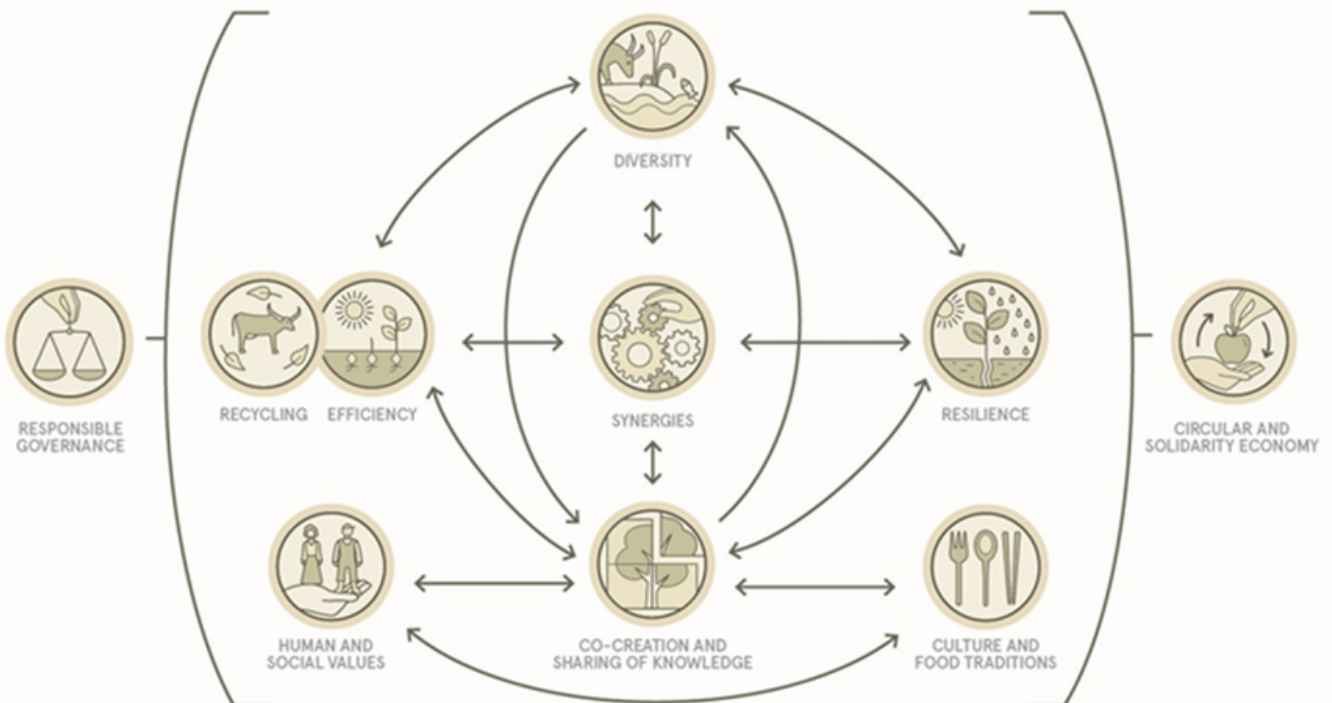 DIVERSITY
RECYCLING
EFFICIENCY
SYNERGIES
RESILIENCE
RESPONSIBLE
GOVERNANCE
CIRCULAR AND
SOLIDARITY ECONOMY
HUMAN AND
SOCIAL VALUES
CO-CREATION AND
SHARING OF KNOWLEDGE
CULTURE AND
FOOD TRADITIONS